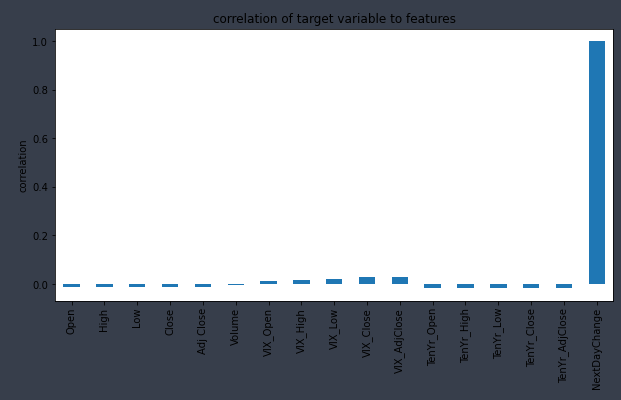 correlation of target variable to features
correlation
1.0
0.8
0.6
0.4
0.2
0.0
Open
High
Low
Close
Adj Close
Volume
VIX_Open
VIX_High
VIX_Low
VIX_Close
VIX_AdjClose
TenYr_Open
TenYr_High
TenYr_Low
TenYr_Close
TenYr_AdjClose
NextDayChange